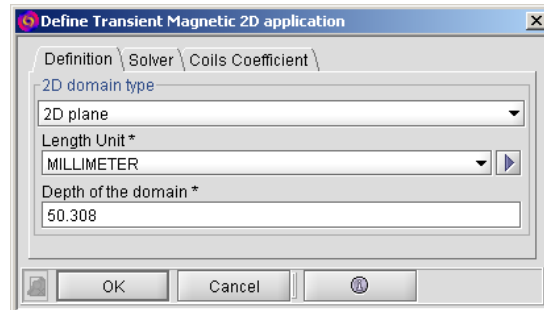 Define Transient Magnetic 2D application
Definition Solver Coils Coefficient
2D domain type
2D plane
Length Unit *
MILLIMETER
Depth of the domain *
50.308
OK Cancel